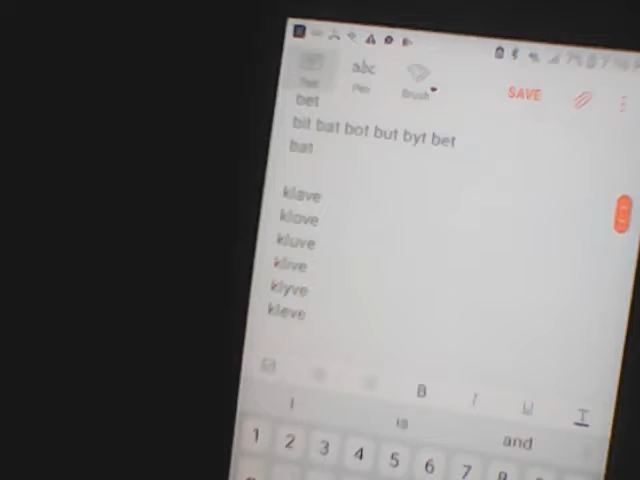 Text
abc
Pen
Brush
SAVE
bet
bit bat bot but byt bet
bat
klave
klove
kluve
klive
klyve
kleve
B I U T
I is and
1 2 3 4 5 6 7 8